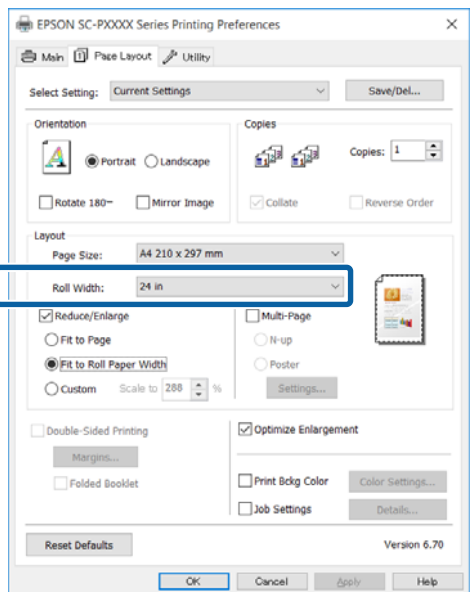 EPSON SC-PXXXX Series Printing Preferences
Main Page Layout Utility
Select Setting: Current Settings Save/Del...
Orientation Copies
Portrait Landscape Copies: 1
Rotate 180° Mirror Image Collate Reverse Order
Layout
Page Size: A4 210 x 297 mm
Roll Width: 24 in
Reduce/Enlarge Multi-Page
Fit to Page N-up
Fit to Roll Paper Width Poster
Custom Scale to 288 % Settings...
Double-Sided Printing Optimize Enlargement
Margins...
Folded Booklet Print Bckg Color Color Settings...
Job Settings Details...
Reset Defaults Version 6.70
OK Cancel Apply Help